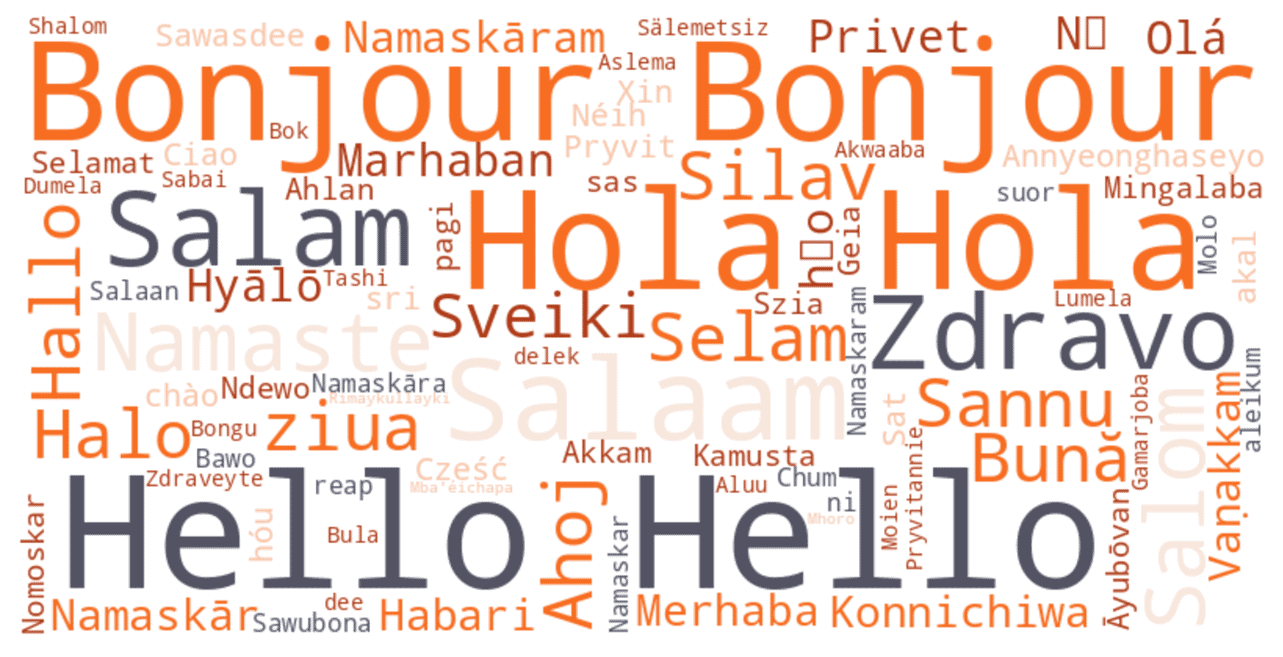 Shalom
Sawasdee
Namaskāram
Sälemetsiz
Privet
N□
Olá
Bonjour
Bonjour
Aslema
Xin
Néih
Bok
Pryvit
Selamat
Ciao
Marhaban
Silav
Akwaaba
Annyeonghaseyo
Dumela
Sabai
Ahlan
sas
suor
Mingalaba
Hallo
Salam
pagi
Hola
h□o
Geia
Hola
Molo
akal
Salaan
Hyālō
Tashi
sri
Sveiki
Szia
Lumela
Namaste
delek
Selam
Namaskaram
Zdravo
chào
Ndewo
Namaskāra
Rimaykullayki
Salaam
Sat
Sannu
Gamarjoba
Salom
Vaṇakkam
aleikum
Halo
Bongu
ziua
Bună
Bawo
Akkam
Kamusta
Zdraveyte
reap
Cześć
Mba'éichapa
Aluu
Chum
ni
Mhoro
Moien
Pryvitannie
Nomoskar
Hello
hóu
Bula
Ahoj
Namaskar
Hello
Āyubōvan
Namaskār
dee
Sawubona
Habari
Merhaba
Konnichiwa